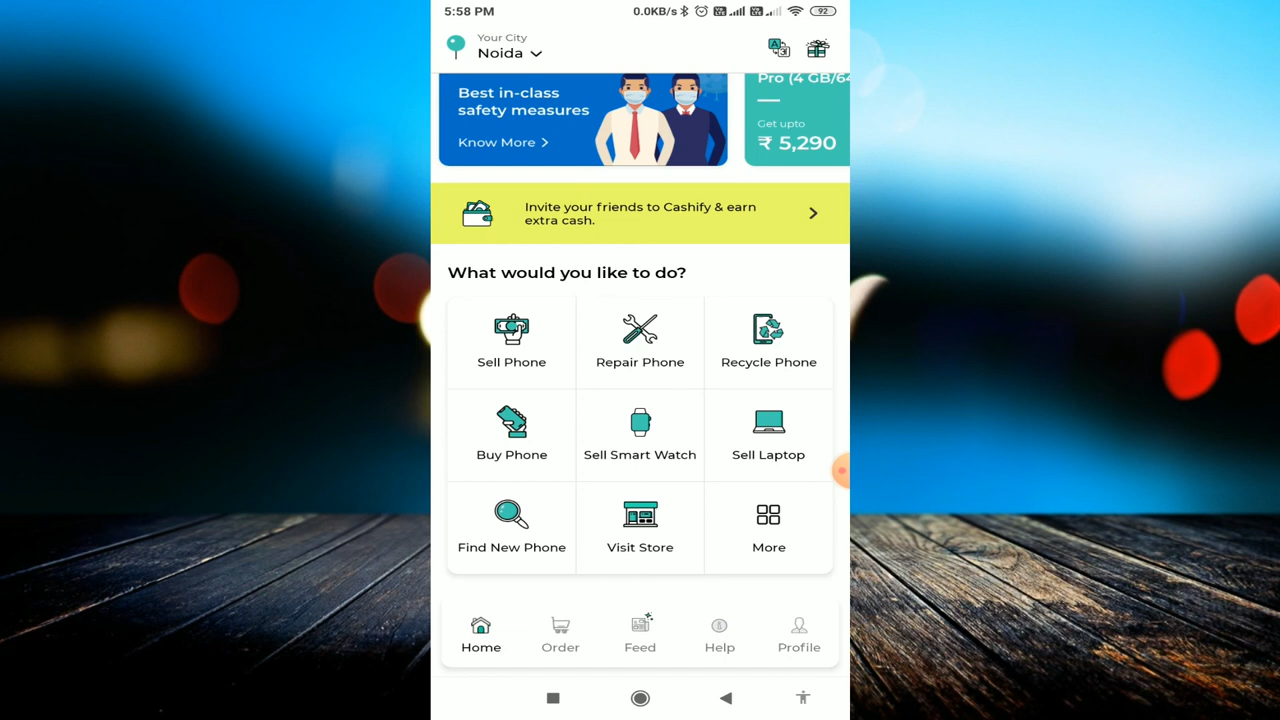 5:58 PM 0.0KB/s 92
Your City
Noida
Best in-class
safety measures
Know More
Pro (4 GB/64
Get upto
₹ 5,290
Invite your friends to Cashify & earn
extra cash.
What would you like to do?
Sell Phone Repair Phone Recycle Phone
Buy Phone Sell Smart Watch Sell Laptop
Find New Phone Visit Store More
Home Order Feed Help Profile